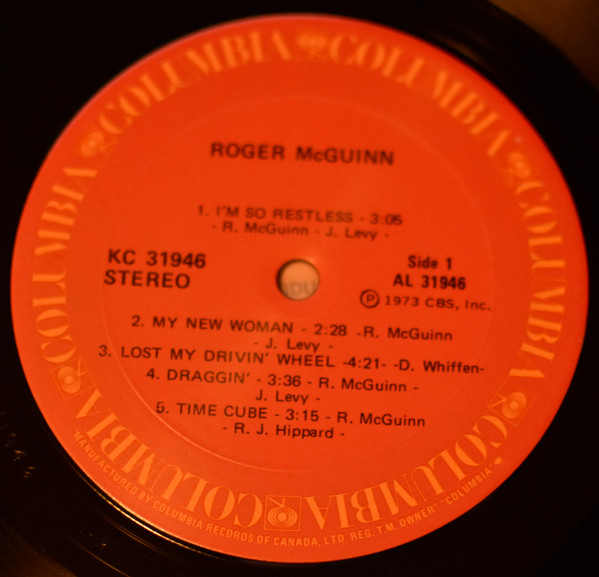 COLUMBIA COLUMBIA COLUMBIA COLUMBIA COLUMBIA COLUMBIA
ROGER McGUINN
1. I'M SO RESTLESS - 3:05
- R. McGuinn - J. Levy -
KC 31946
STEREO
Side 1
AL 31946
Ⓟ 1973 CBS, Inc.
2. MY NEW WOMAN - 2:28 -R. McGuinn
- J. Levy -
3. LOST MY DRIVIN' WHEEL -4:21- -D. Whiffen-
4. DRAGGIN' - 3:36 - R. McGuinn -
J. Levy -
5. TIME CUBE - 3:15 - R. McGuinn
- R. J. Hippard -
MANUFACTURED BY COLUMBIA RECORDS OF CANADA, LTD. REG. T.M. OWNER "COLUMBIA"